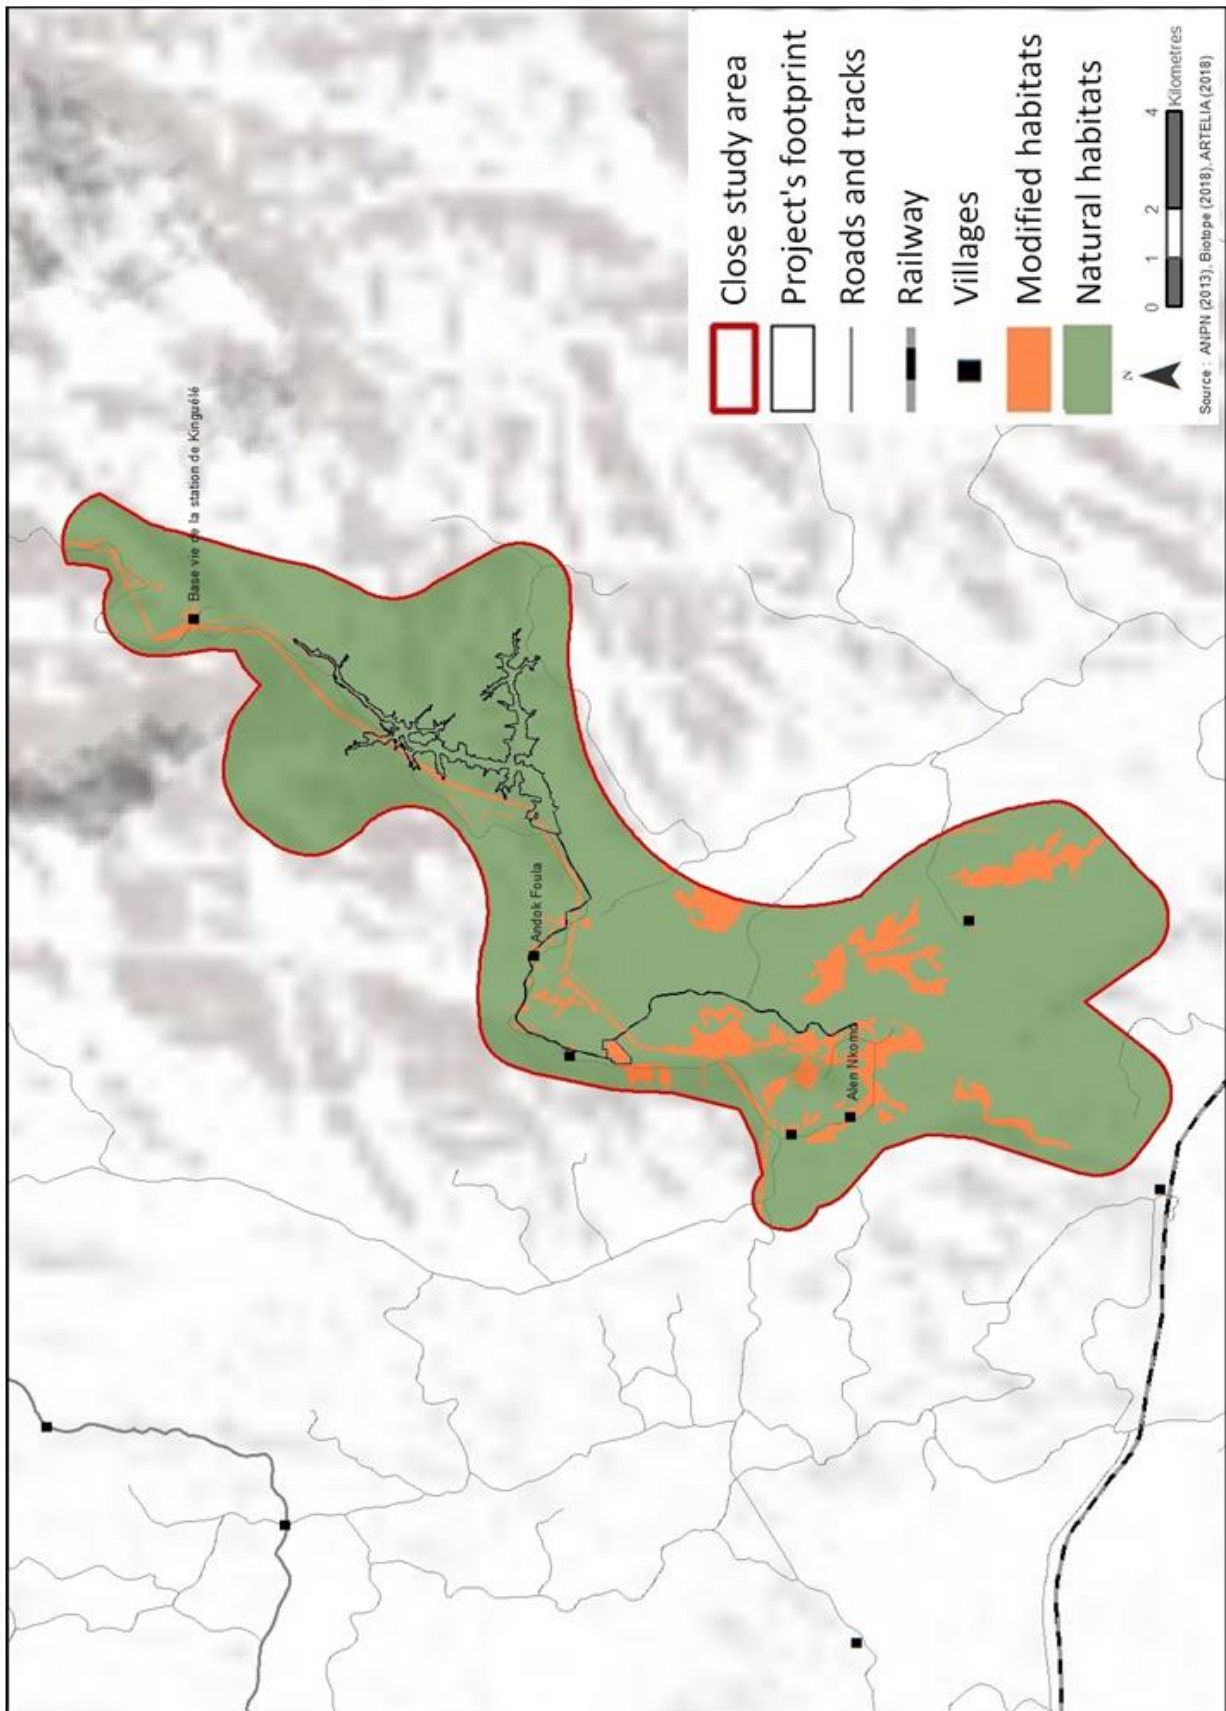 Base vie de la station de Kinguélé
Andok Foula
Alen Nkoma
Close study area
Project's footprint
Roads and tracks
Railway
Villages
Modified habitats
Natural habitats
N
0 1 2 4
Kilometres
Source : ANPN (2013), Biotope (2018), ARTELIA (2018)